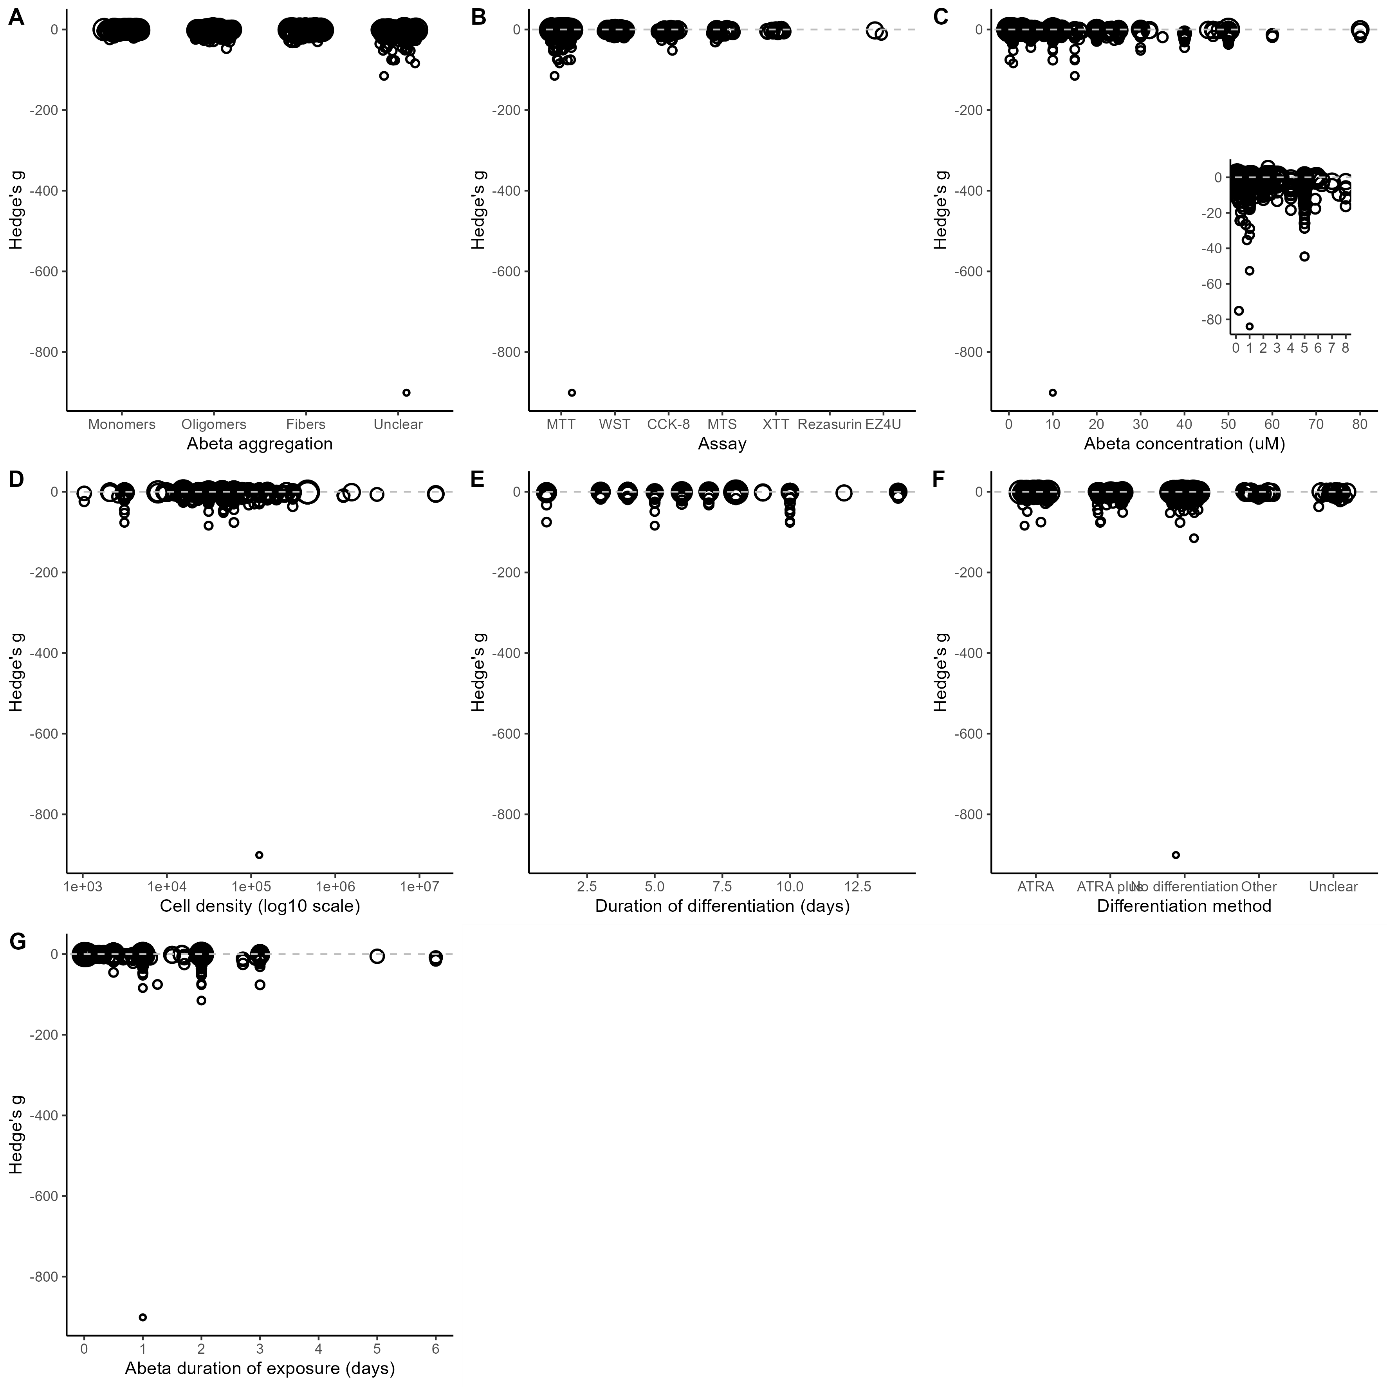 A
0
-200
-400
-600
-800
Hedge's g
Monomers Oligomers Fibers Unclear
Abeta aggregation
B
0
-200
-400
-600
-800
Hedge's g
MTT WST CCK-8 MTS XTT Rezasurin EZ4U
Assay
C
0
-200
-400
-600
-800
Hedge's g
0
-20
-40
-60
-80
0 1 2 3 4 5 6 7 8
0 10 20 30 40 50 60 70 80
Abeta concentration (uM)
D
0
-200
-400
-600
-800
Hedge's g
1e+03 1e+04 1e+05 1e+06 1e+07
Cell density (log10 scale)
E
0
-200
-400
-600
-800
Hedge's g
2.5 5.0 7.5 10.0 12.5
Duration of differentiation (days)
F
0
-200
-400
-600
-800
Hedge's g
ATRA ATRA plus No differentiation Other Unclear
Differentiation method
G
0
-200
-400
-600
-800
Hedge's g
0 1 2 3 4 5 6
Abeta duration of exposure (days)